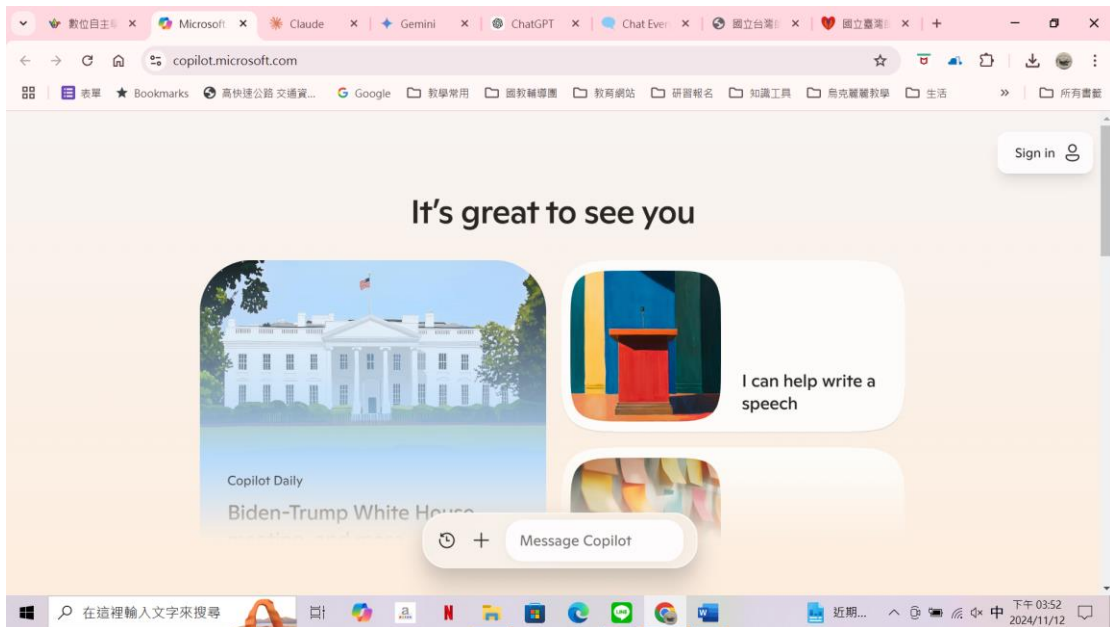 數位自主
Microsoft
Claude
Gemini
ChatGPT
Chat Ever
國立台灣
國立臺灣
copilot.microsoft.com
表單
Bookmarks
高快速公路 交通資...
Google
教學常用
國教輔導團
教育網站
研習報名
知識工具
烏克麗麗教學
生活
»
所有書籤
Sign in
It's great to see you
I can help write a
speech
Copilot Daily
Biden-Trump White House
Message Copilot
在這裡輸入文字來搜尋
近期...
中
下午 03:52
2024/11/12